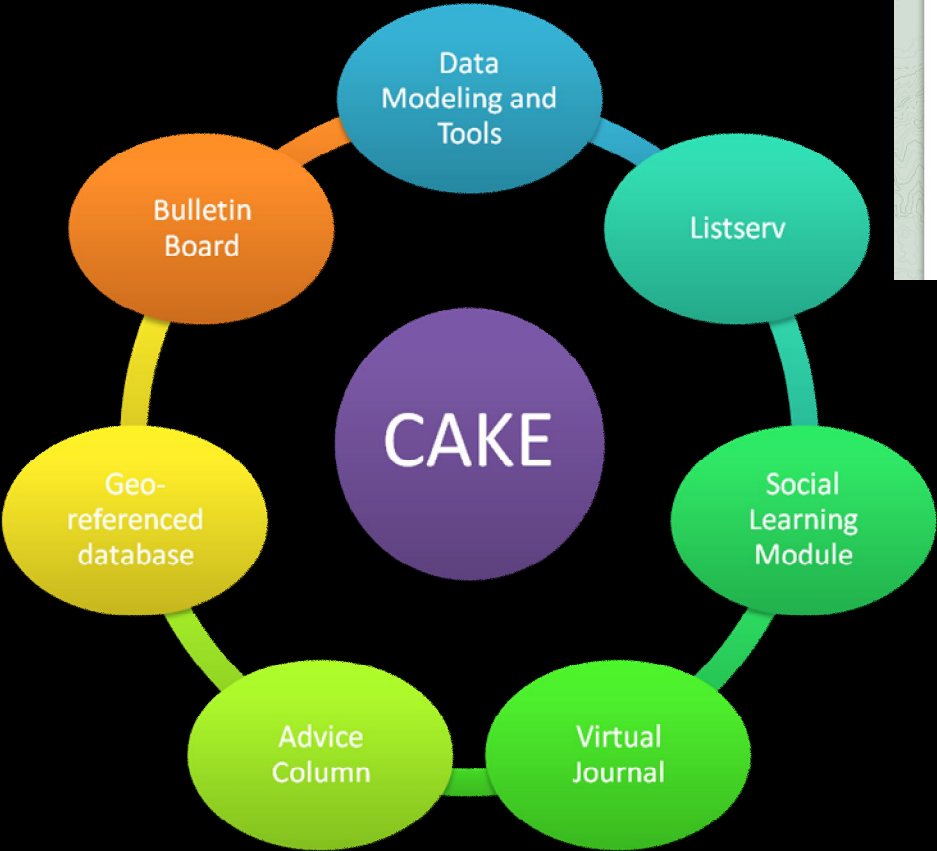 Data
Modeling and
Tools
Bulletin
Board
Listserv
CAKE
Geo-
referenced
database
Social
Learning
Module
Advice
Column
Virtual
Journal